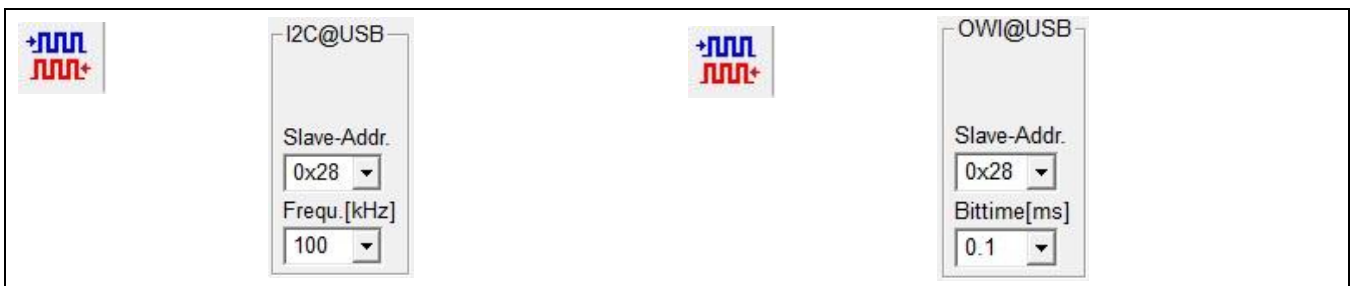 I2C@USB
Slave-Addr.
0x28
Frequ.[kHz]
100
OWI@USB
Slave-Addr.
0x28
Bittime[ms]
0.1